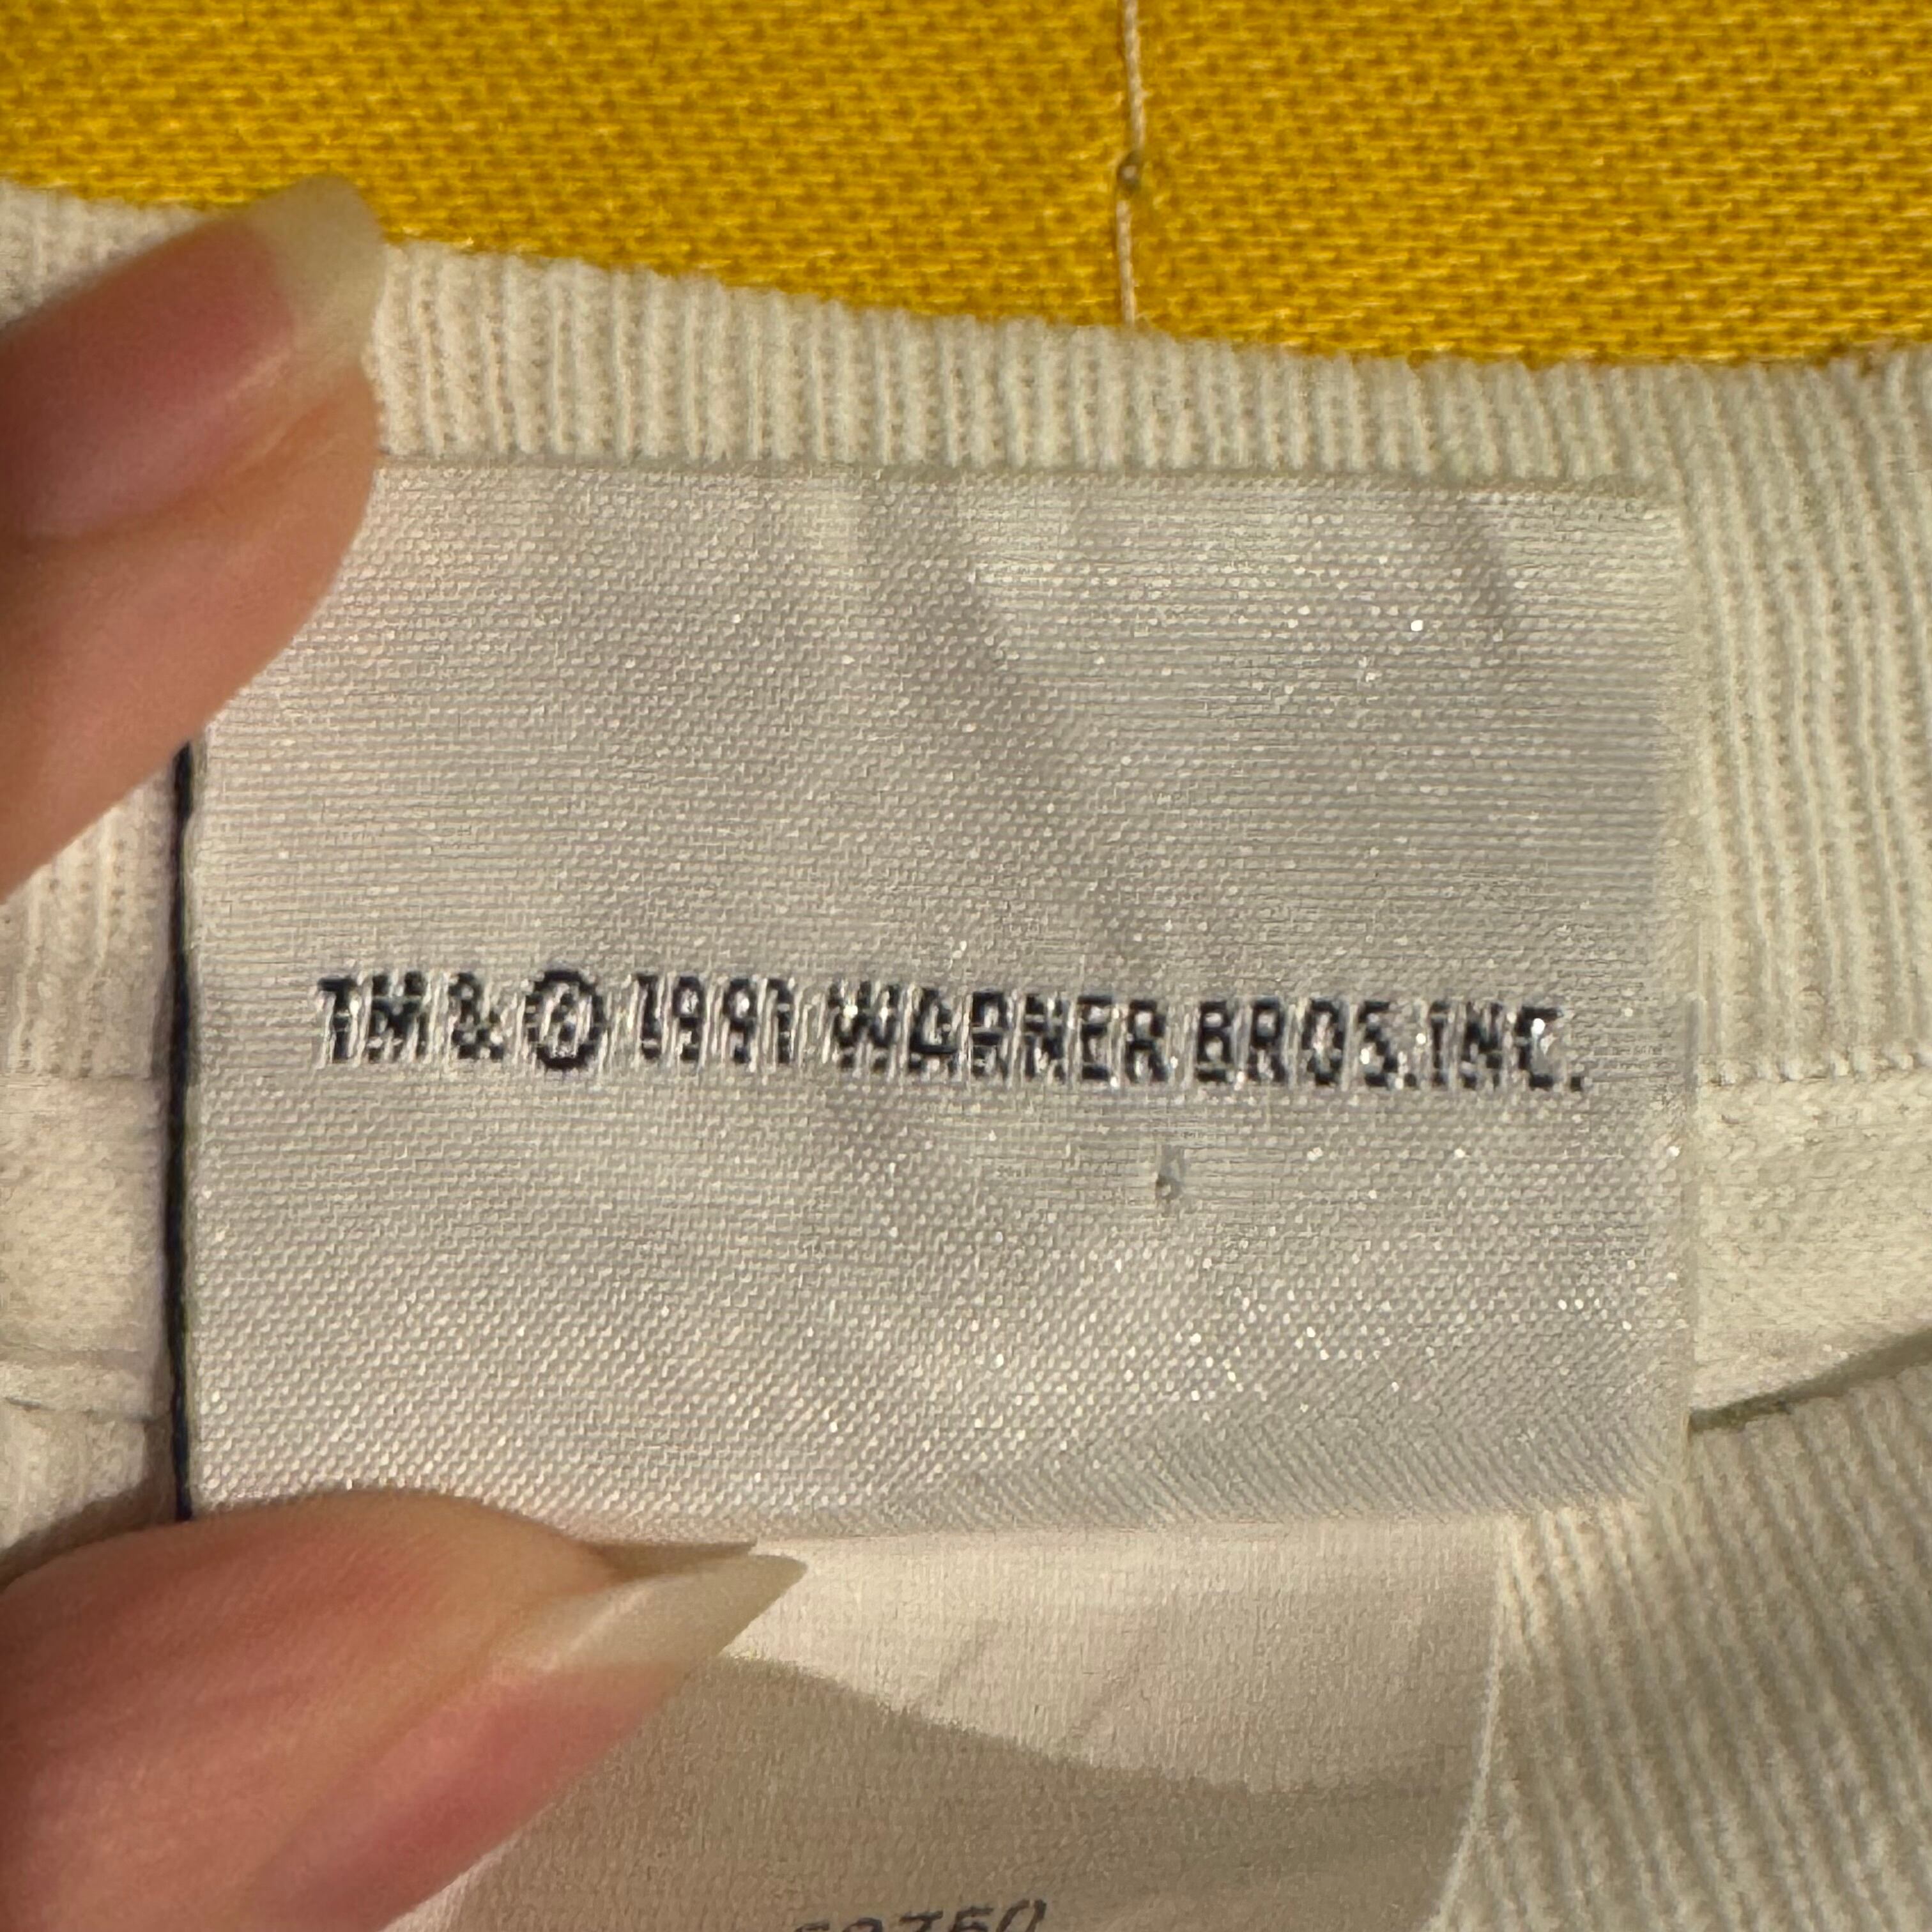 TM & © 1991 WARNER BROS. INC.